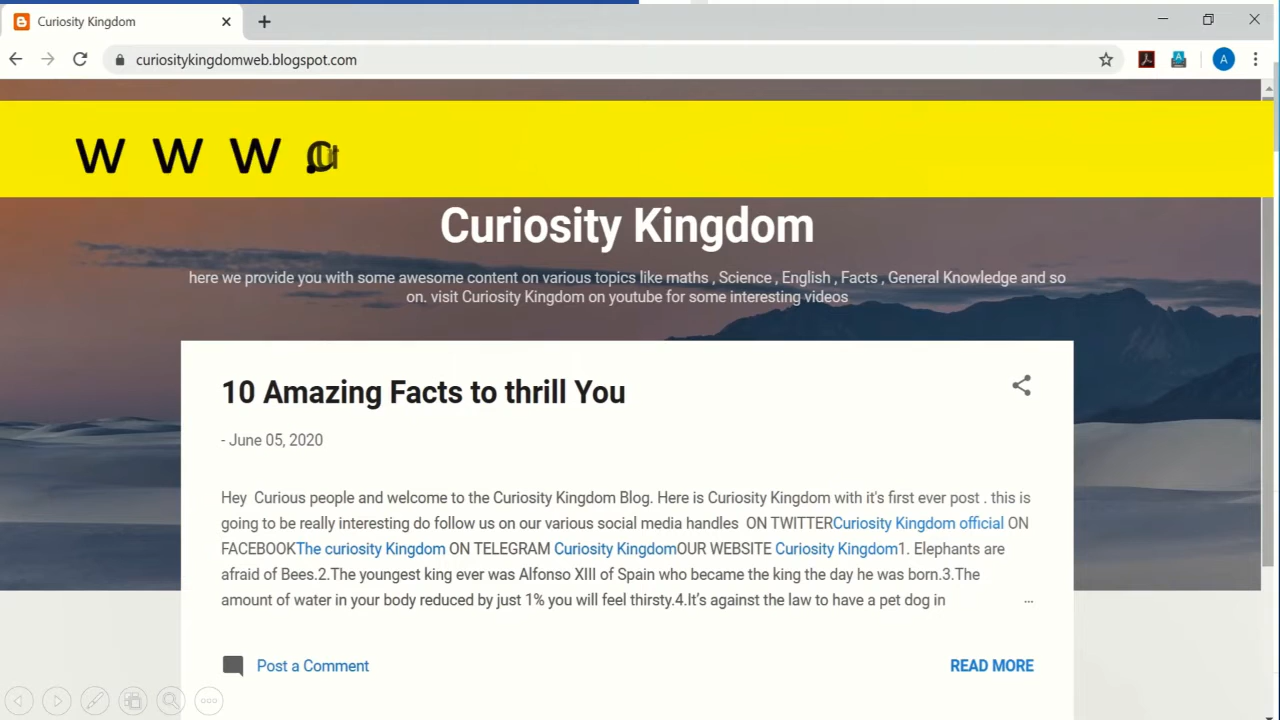 Curiosity Kingdom
curiositykingdomweb.blogspot.com
A
W W W .
Curiosity Kingdom
here we provide you with some awesome content on various topics like maths , Science , English , Facts , General Knowledge and so
on. visit Curiosity Kingdom on youtube for some interesting videos
10 Amazing Facts to thrill You
- June 05, 2020
Hey Curious people and welcome to the Curiosity Kingdom Blog. Here is Curiosity Kingdom with it's first ever post . this is
going to be really interesting do follow us on our various social media handles ON TWITTERCuriosity Kingdom official ON
FACEBOOKThe curiosity Kingdom ON TELEGRAM Curiosity KingdomOUR WEBSITE Curiosity Kingdom1. Elephants are
afraid of Bees.2.The youngest king ever was Alfonso XIII of Spain who became the king the day he was born.3.The
amount of water in your body reduced by just 1% you will feel thirsty.4.It's against the law to have a pet dog in
...
Post a Comment
READ MORE